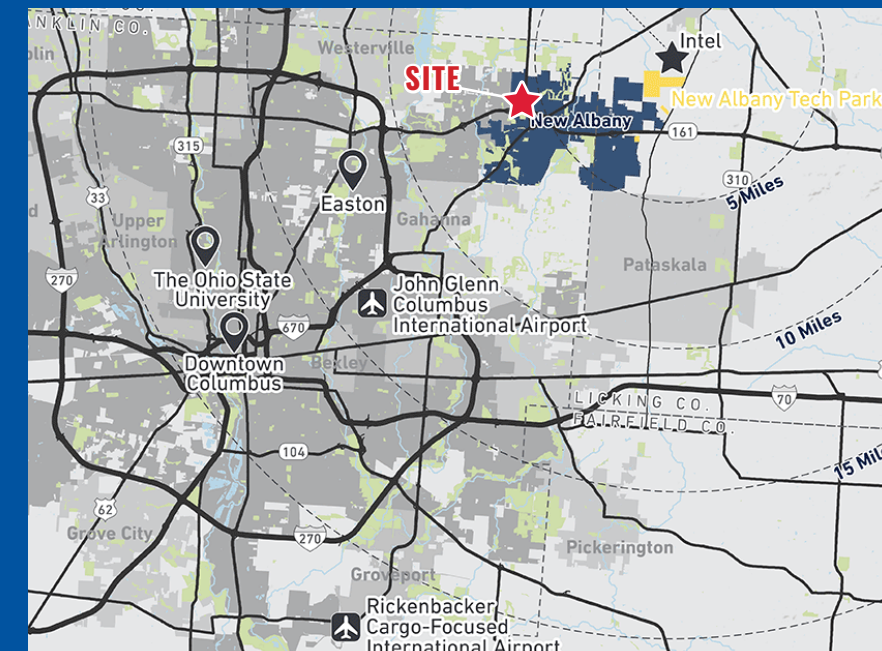 ANKLIN CO.
Westerville
Intel
SITE
New Albany Tech Park
New Albany
161
315
310
5 Miles
Easton
33
Upper
Arlington
Gahanna
Pataskala
270
The Ohio State
University
John Glenn
Columbus
International Airport
670
10 Miles
Downtown
Columbus
Bexley
LICKING CO.
FAIRFIELD CO.
70
104
15 Mil
62
Grove City
270
Pickerington
Groveport
Rickenbacker
Cargo-Focused
International Airport